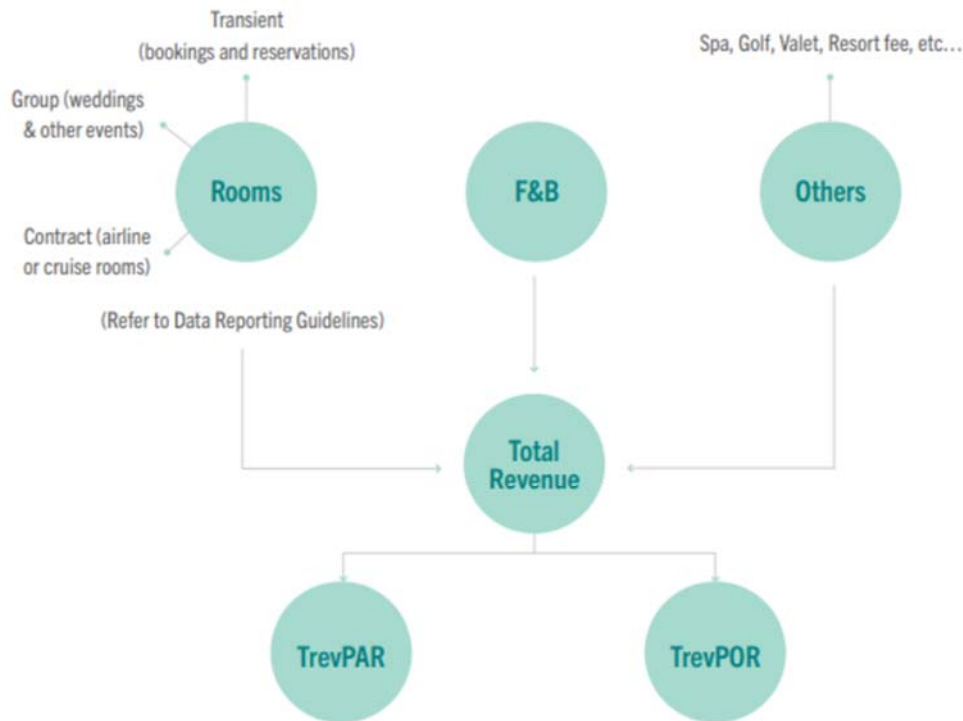 Transient
(bookings and reservations)
Spa, Golf, Valet, Resort fee, etc...
Group (weddings
& other events)
Rooms
F&B
Others
Contract (airline
or cruise rooms)
(Refer to Data Reporting Guidelines)
Total
Revenue
TrevPAR
TrevPOR